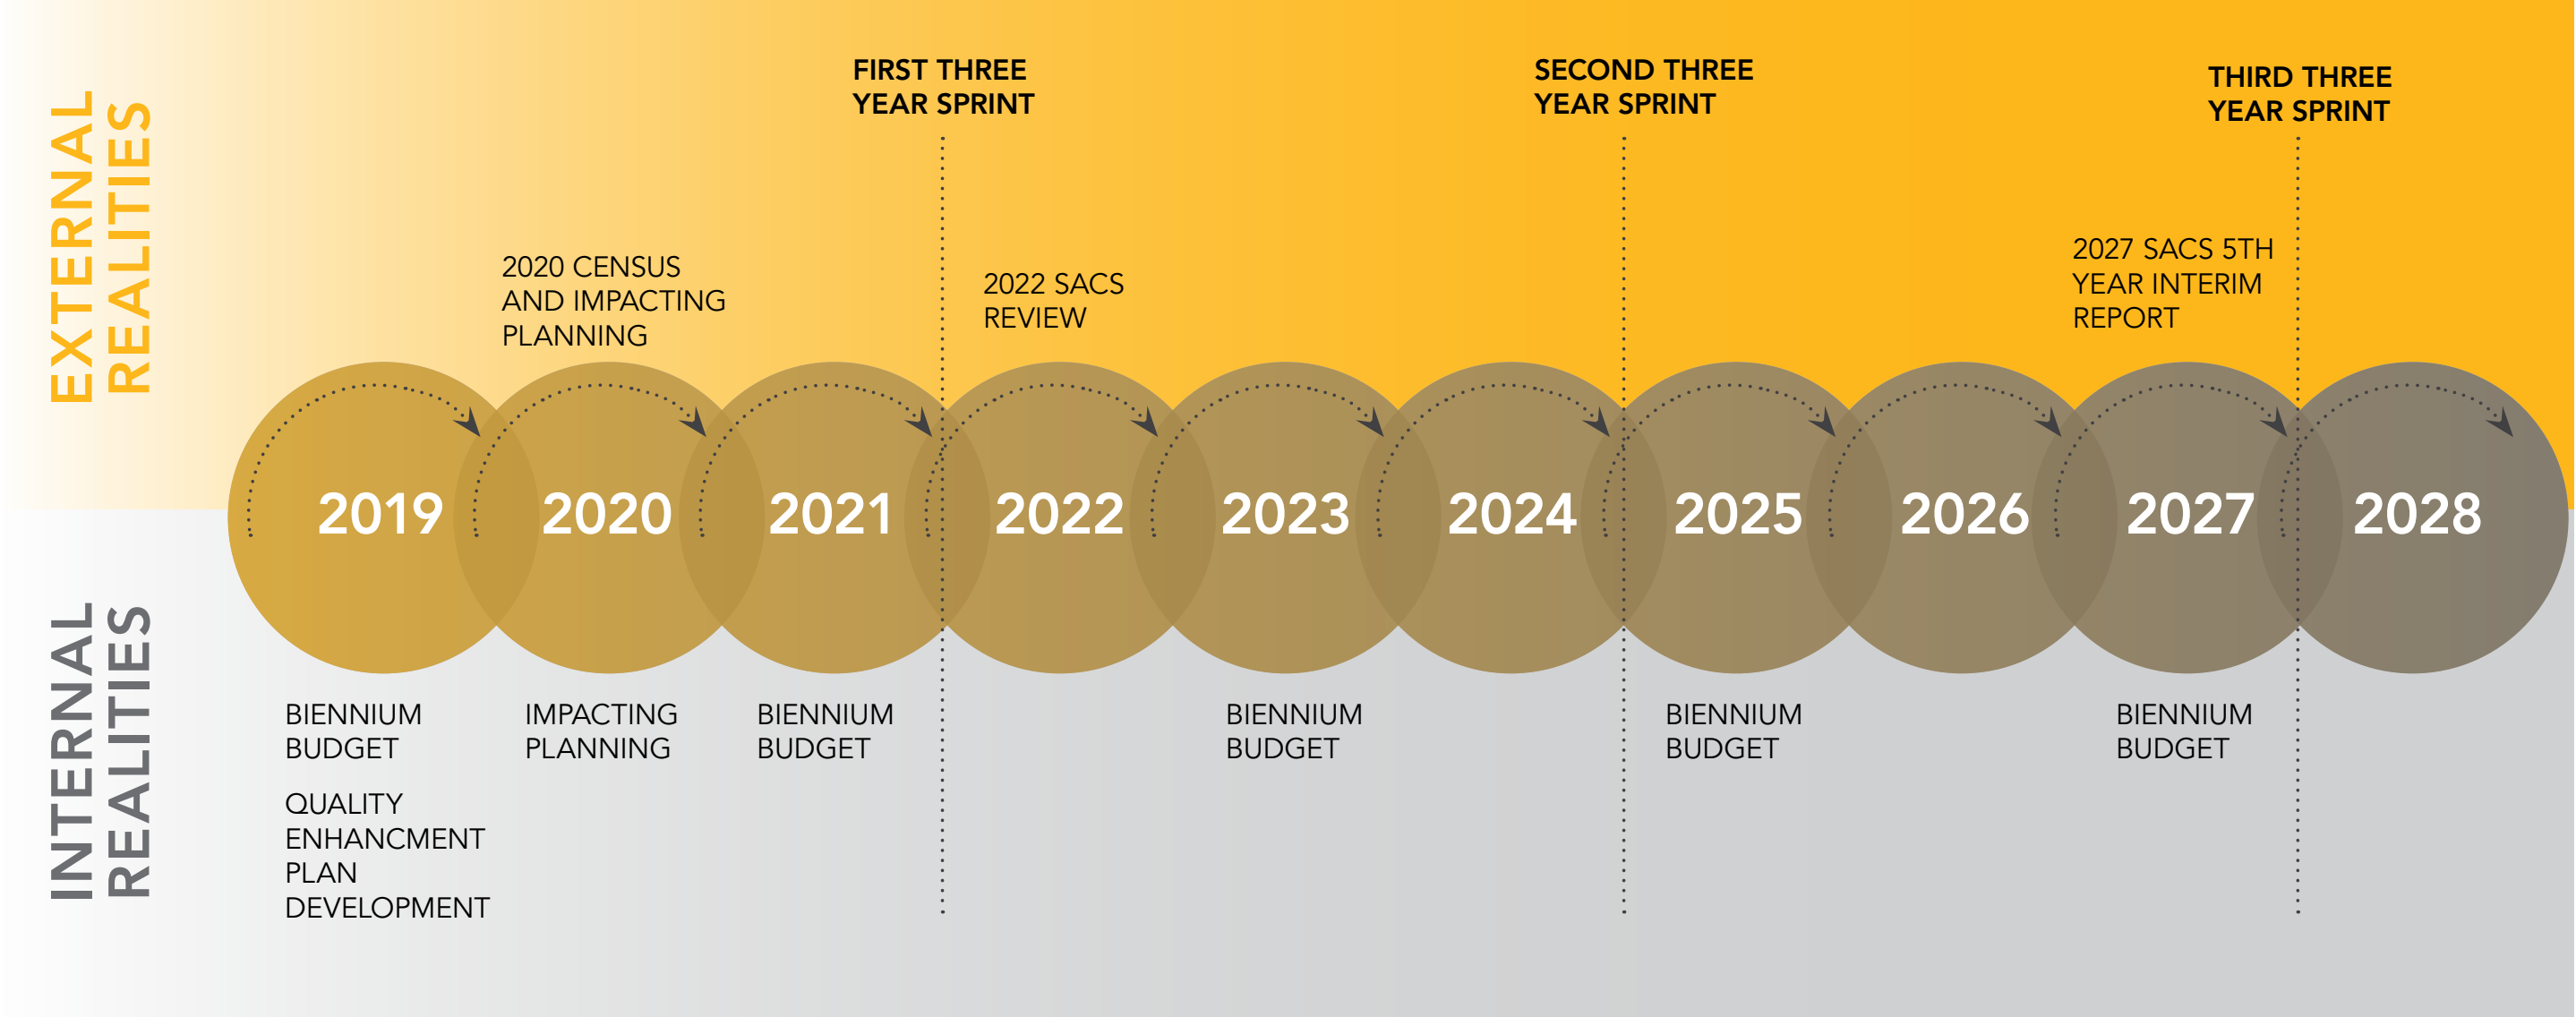 EXTERNAL
REALITIES
FIRST THREE
YEAR SPRINT
SECOND THREE
YEAR SPRINT
THIRD THREE
YEAR SPRINT
2020 CENSUS
AND IMPACTING
PLANNING
2022 SACS
REVIEW
2027 SACS 5TH
YEAR INTERIM
REPORT
2019
2020
2021
2022
2023
2024
2025
2026
2027
2028
INTERNAL
REALITIES
BIENNIUM
BUDGET
QUALITY
ENHANCMENT
PLAN
DEVELOPMENT
IMPACTING
PLANNING
BIENNIUM
BUDGET
BIENNIUM
BUDGET
BIENNIUM
BUDGET
BIENNIUM
BUDGET